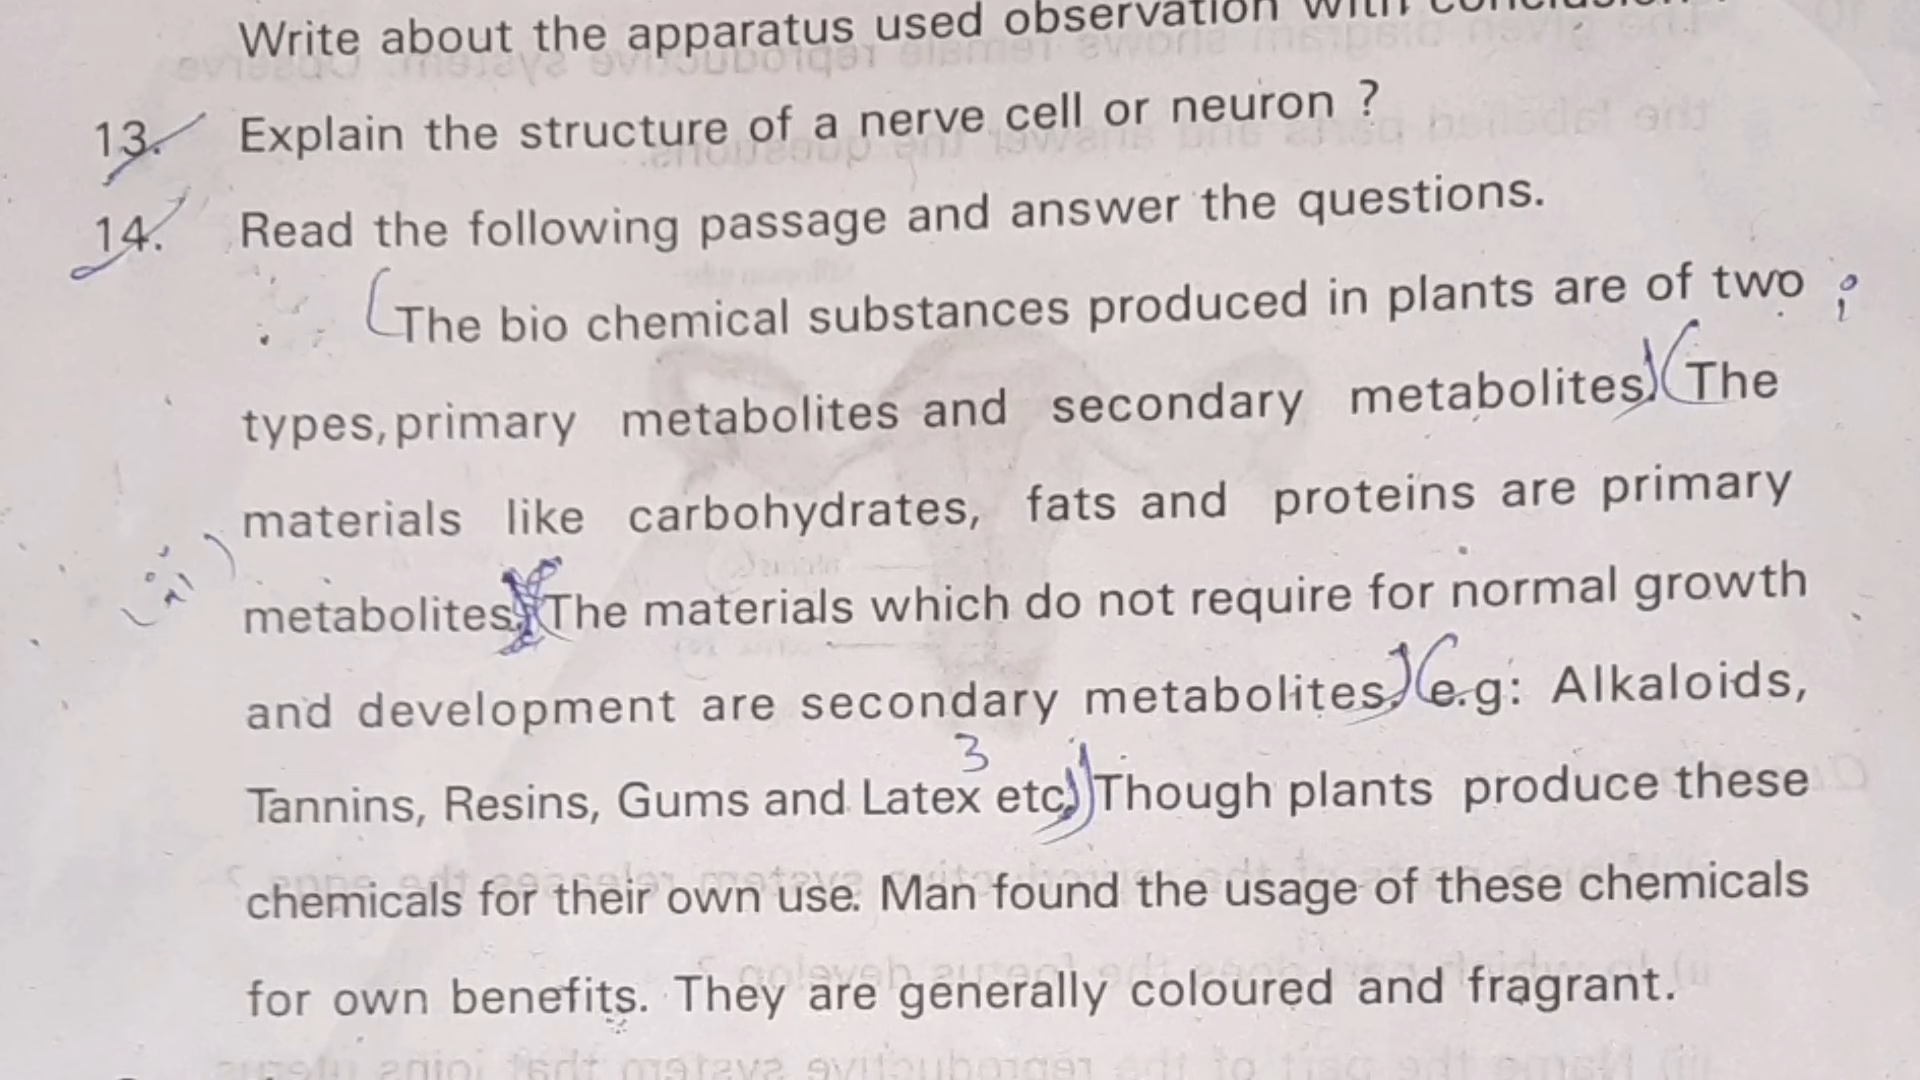 Write about the apparatus used observation with conclusion.
13. Explain the structure of a nerve cell or neuron ?
14. Read the following passage and answer the questions.
The bio chemical substances produced in plants are of two
types, primary metabolites and secondary metabolites. The
materials like carbohydrates, fats and proteins are primary
metabolites. The materials which do not require for normal growth
and development are secondary metabolites. e.g: Alkaloids,
3
Tannins, Resins, Gums and Latex etc. Though plants produce these
chemicals for their own use. Man found the usage of these chemicals
for own benefits. They are generally coloured and fragrant.